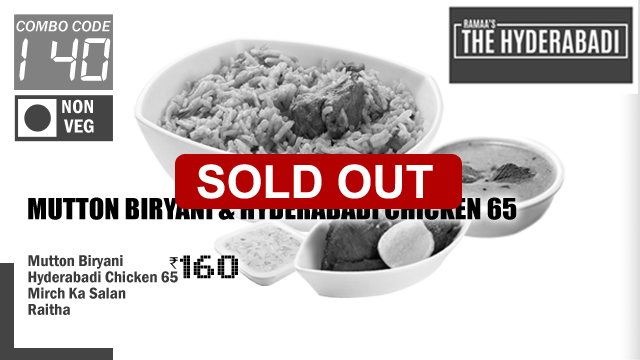 COMBO CODE
140
NON
VEG
RAMAA'S
THE HYDERABADI
SOLD OUT
MUTTON BIRYANI & HYDERABADI CHICKEN 65
Mutton Biryani
Hyderabadi Chicken 65
Mirch Ka Salan
Raitha
₹160